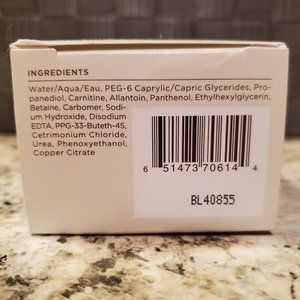 INGREDIENTS
Water/Aqua/Eau, PEG-6 Caprylic/Capric Glycerides, Pro-
panediol, Carnitine, Allantoin, Panthenol, Ethylhexylglycerin,
Betaine, Carbomer, Sodi-
um Hydroxide, Disodium
EDTA, PPG-33-Buteth-45,
Cetrimonium Chloride,
Urea, Phenoxyethanol,
Copper Citrate
6 51473 70614 4
BL40855